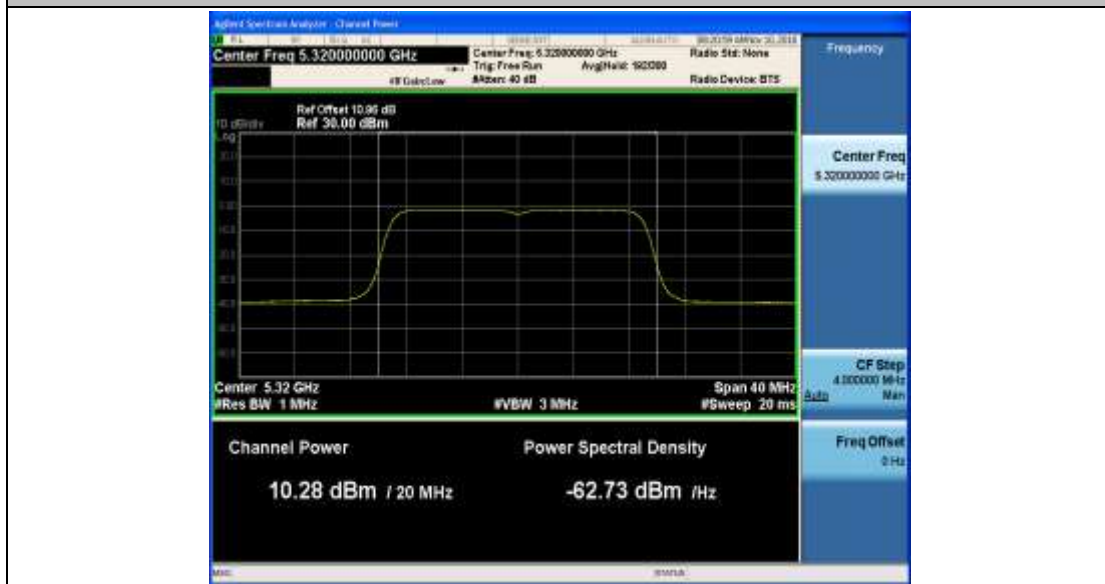 Agilent Spectrum Analyzer - Channel Power
Center Freq 5.320000000 GHz
Center Freq: 5.320000000 GHz
Radio Std: None
Trig: Free Run
Avg|Hold:
#IFGain:Low
#Atten: 40 dB
Radio Device: BTS
Frequency
Ref Offset 10.96 dB
10 dB/div
Ref 30.00 dBm
Log
Center Freq
5.320000000 GHz
Center 5.32 GHz
Span 40 MHz
#Res BW 1 MHz
#VBW 3 MHz
#Sweep 20 ms
CF Step
4.000000 MHz
Auto
Man
Channel Power
Power Spectral Density
Freq Offset
0 Hz
10.28 dBm / 20 MHz
-62.73 dBm /Hz
MSG
STATUS